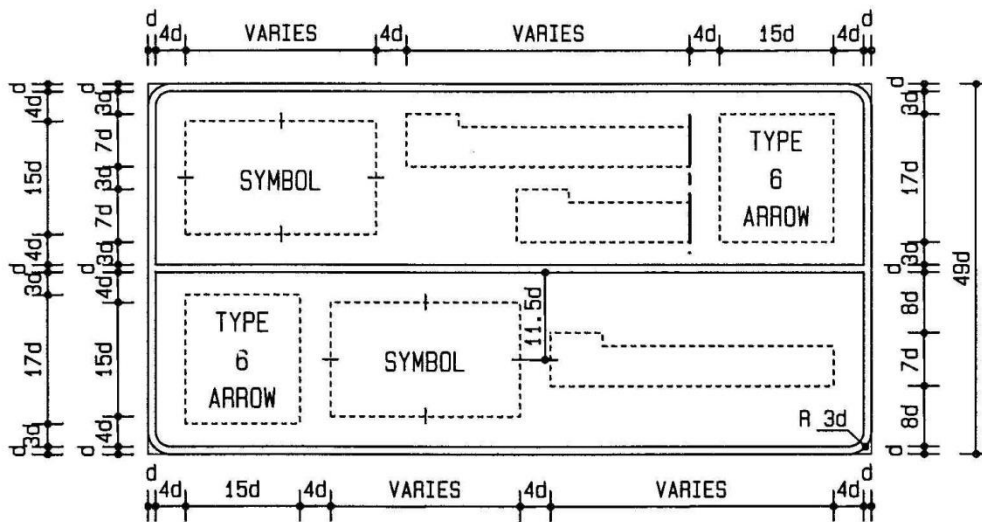 d d
4d VARIES 4d VARIES 4d 15d 4d
d d d
4d 3d 3d
7d
SYMBOL TYPE
6
ARROW
15d 3d 17d 49d
7d
4d 3d 3d
d d d
3d 4d 8d
TYPE
6
ARROW SYMBOL 11.5d
17d 15d 7d
3d 4d 8d
R 3d
d d d
d d
4d 15d 4d VARIES 4d VARIES 4d